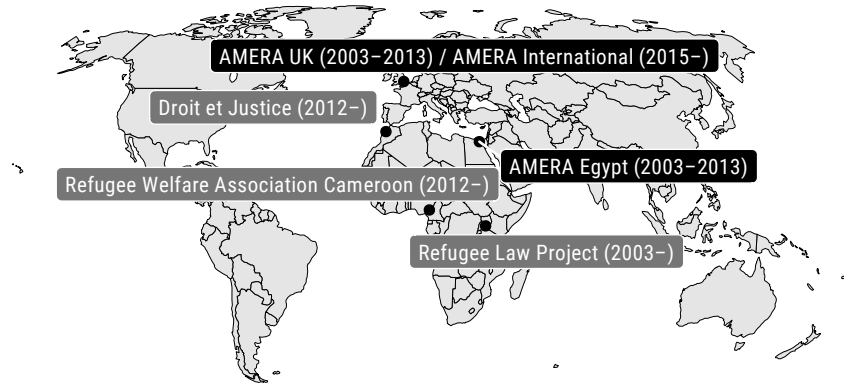 AMERA UK (2003–2013) / AMERA International (2015–)
Droit et Justice (2012–)
AMERA Egypt (2003–2013)
Refugee Welfare Association Cameroon (2012–)
Refugee Law Project (2003–)